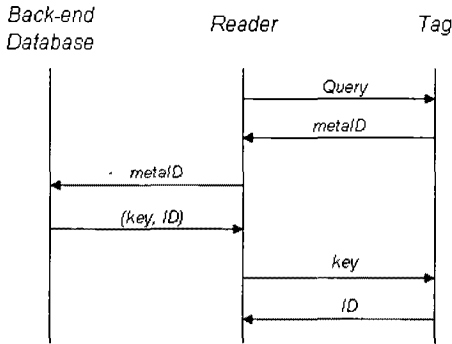 Back-end
Database
Reader
Tag
Query
metaID
metaID
(key, ID)
key
ID